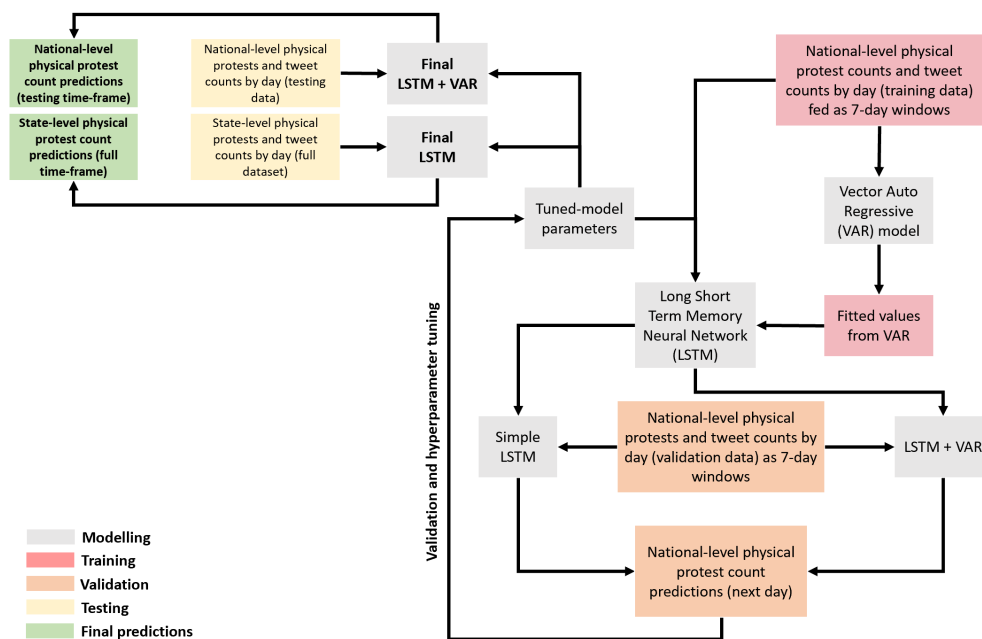 National-level
physical protest
count predictions
(testing time-frame)
National-level physical
protests and tweet
counts by day (testing
data)
Final
LSTM + VAR
National-level physical
protest counts and tweet
counts by day (training data)
fed as 7-day windows
State-level physical
protest count
predictions (full
time-frame)
State-level physical
protests and tweet
counts by day (full
dataset)
Final
LSTM
Tuned-model
parameters
Vector Auto
Regressive
(VAR) model
Long Short
Term Memory
Neural Network
(LSTM)
Fitted values
from VAR
Validation and hyperparameter tuning
Simple
LSTM
National-level physical
protests and tweet counts by
day (validation data) as 7-day
windows
LSTM + VAR
National-level physical
protest count
predictions (next day)
Modelling
Training
Validation
Testing
Final predictions